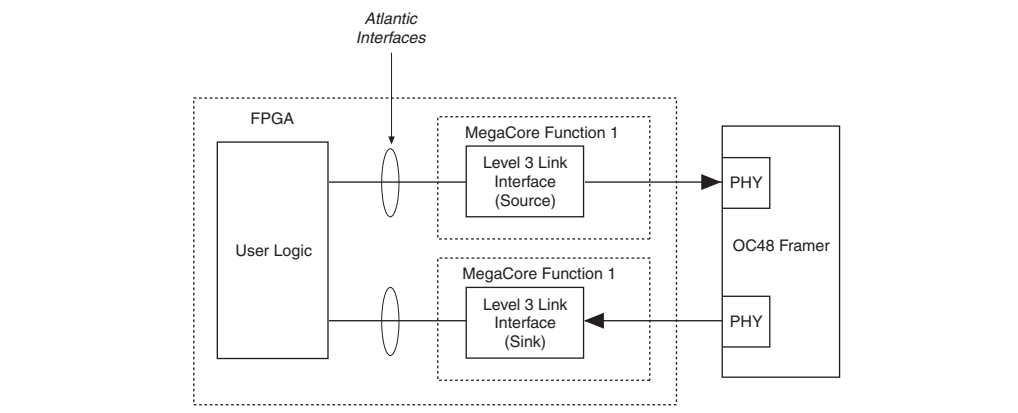 Atlantic
Interfaces
FPGA
MegaCore Function 1
Level 3 Link
Interface
(Source)
PHY
User Logic
OC48 Framer
MegaCore Function 1
Level 3 Link
Interface
(Sink)
PHY